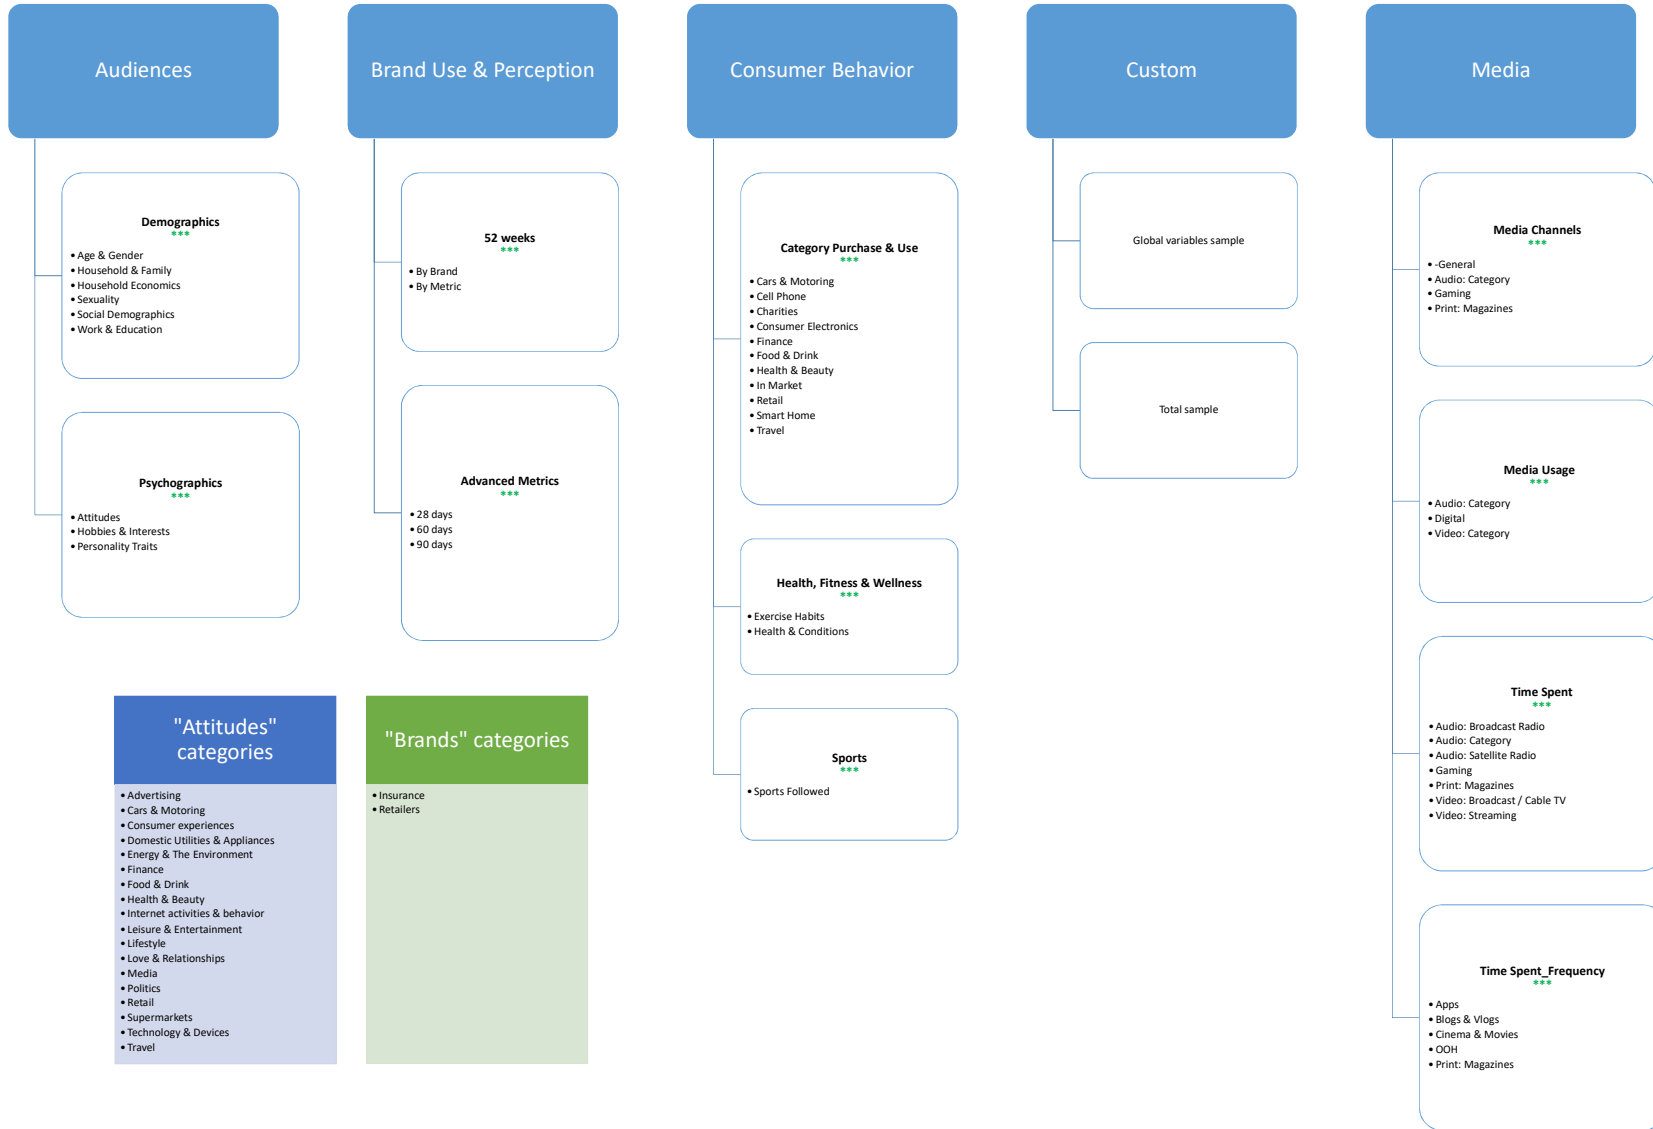 Audiences
Demographics
***
• Age & Gender
• Household & Family
• Household Economics
• Sexuality
• Social Demographics
• Work & Education
Psychographics
***
• Attitudes
• Hobbies & Interests
• Personality Traits
Brand Use & Perception
52 weeks
***
• By Brand
• By Metric
Advanced Metrics
***
• 28 days
• 60 days
• 90 days
Consumer Behavior
Category Purchase & Use
***
• Cars & Motoring
• Cell Phone
• Charities
• Consumer Electronics
• Finance
• Food & Drink
• Health & Beauty
• In Market
• Retail
• Smart Home
• Travel
Health, Fitness & Wellness
***
• Exercise Habits
• Health & Conditions
Sports
***
• Sports Followed
Custom
Global variables sample
Total sample
Media
Media Channels
***
• -General
• Audio: Category
• Gaming
• Print: Magazines
Media Usage
***
• Audio: Category
• Digital
• Video: Category
Time Spent
***
• Audio: Broadcast Radio
• Audio: Category
• Audio: Satellite Radio
• Gaming
• Print: Magazines
• Video: Broadcast / Cable TV
• Video: Streaming
Time Spent_Frequency
***
• Apps
• Blogs & Vlogs
• Cinema & Movies
• OOH
• Print: Magazines
"Attitudes"
categories
• Advertising
• Cars & Motoring
• Consumer experiences
• Domestic Utilities & Appliances
• Energy & The Environment
• Finance
• Food & Drink
• Health & Beauty
• Internet activities & behavior
• Leisure & Entertainment
• Lifestyle
• Love & Relationships
• Media
• Politics
• Retail
• Supermarkets
• Technology & Devices
• Travel
"Brands" categories
• Insurance
• Retailers